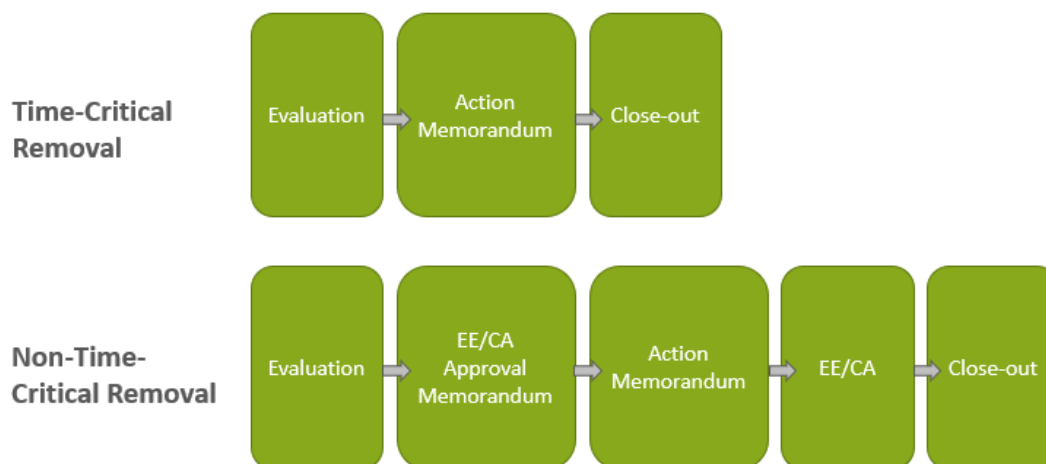 Time-Critical
Removal
Evaluation
Action
Memorandum
Close-out
Non-Time-
Critical Removal
Evaluation
EE/CA
Approval
Memorandum
Action
Memorandum
EE/CA
Close-out